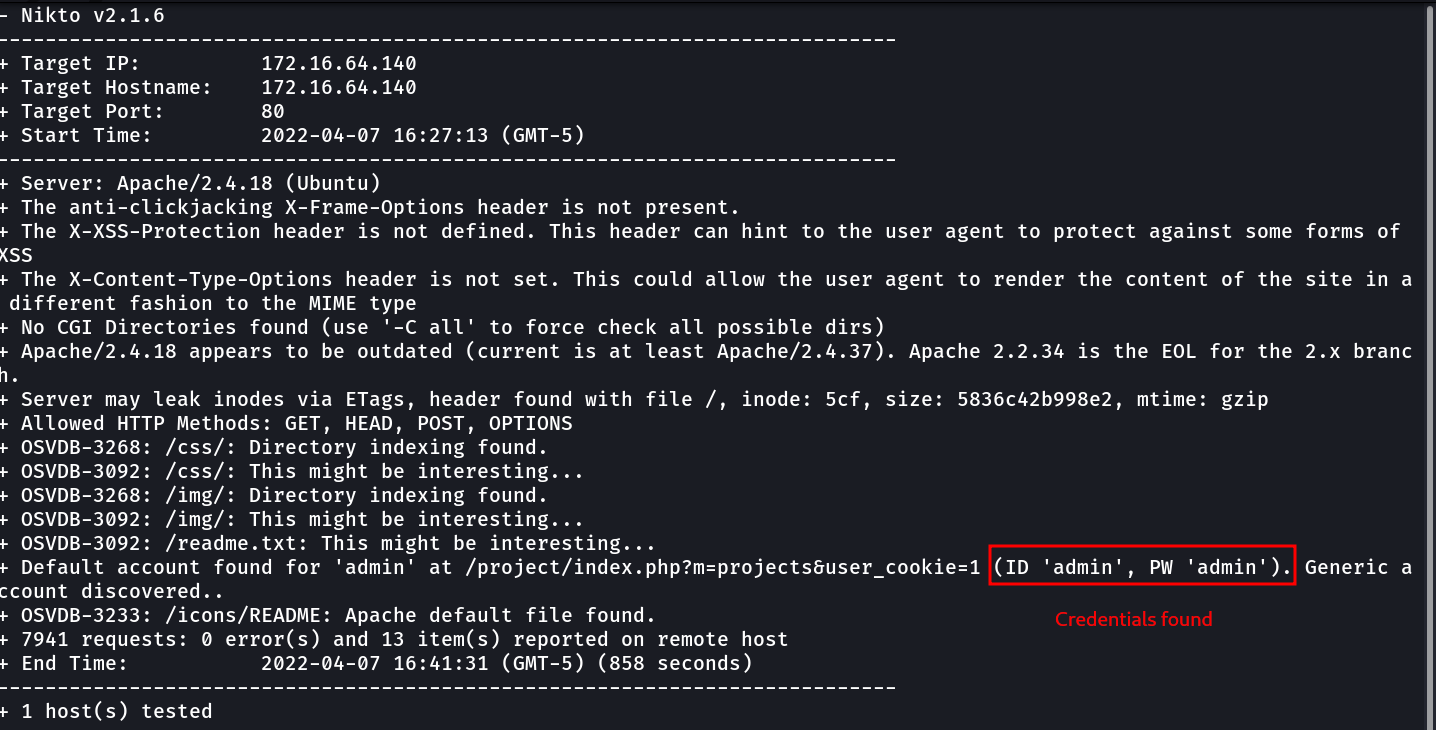 - Nikto v2.1.6
---------------------------------------------------------------------------
+ Target IP:          172.16.64.140
+ Target Hostname:    172.16.64.140
+ Target Port:        80
+ Start Time:         2022-04-07 16:27:13 (GMT-5)
---------------------------------------------------------------------------
+ Server: Apache/2.4.18 (Ubuntu)
+ The anti-clickjacking X-Frame-Options header is not present.
+ The X-XSS-Protection header is not defined. This header can hint to the user agent to protect against some forms of
XSS
+ The X-Content-Type-Options header is not set. This could allow the user agent to render the content of the site in a
 different fashion to the MIME type
+ No CGI Directories found (use '-C all' to force check all possible dirs)
+ Apache/2.4.18 appears to be outdated (current is at least Apache/2.4.37). Apache 2.2.34 is the EOL for the 2.x branc
h.
+ Server may leak inodes via ETags, header found with file /, inode: 5cf, size: 5836c42b998e2, mtime: gzip
+ Allowed HTTP Methods: GET, HEAD, POST, OPTIONS
+ OSVDB-3268: /css/: Directory indexing found.
+ OSVDB-3092: /css/: This might be interesting...
+ OSVDB-3268: /img/: Directory indexing found.
+ OSVDB-3092: /img/: This might be interesting...
+ OSVDB-3092: /readme.txt: This might be interesting...
+ Default account found for 'admin' at /project/index.php?m=projects&user_cookie=1 (ID 'admin', PW 'admin'). Generic a
ccount discovered..
+ OSVDB-3233: /icons/README: Apache default file found.
Credentials found
+ 7941 requests: 0 error(s) and 13 item(s) reported on remote host
+ End Time:           2022-04-07 16:41:31 (GMT-5) (858 seconds)
---------------------------------------------------------------------------
+ 1 host(s) tested